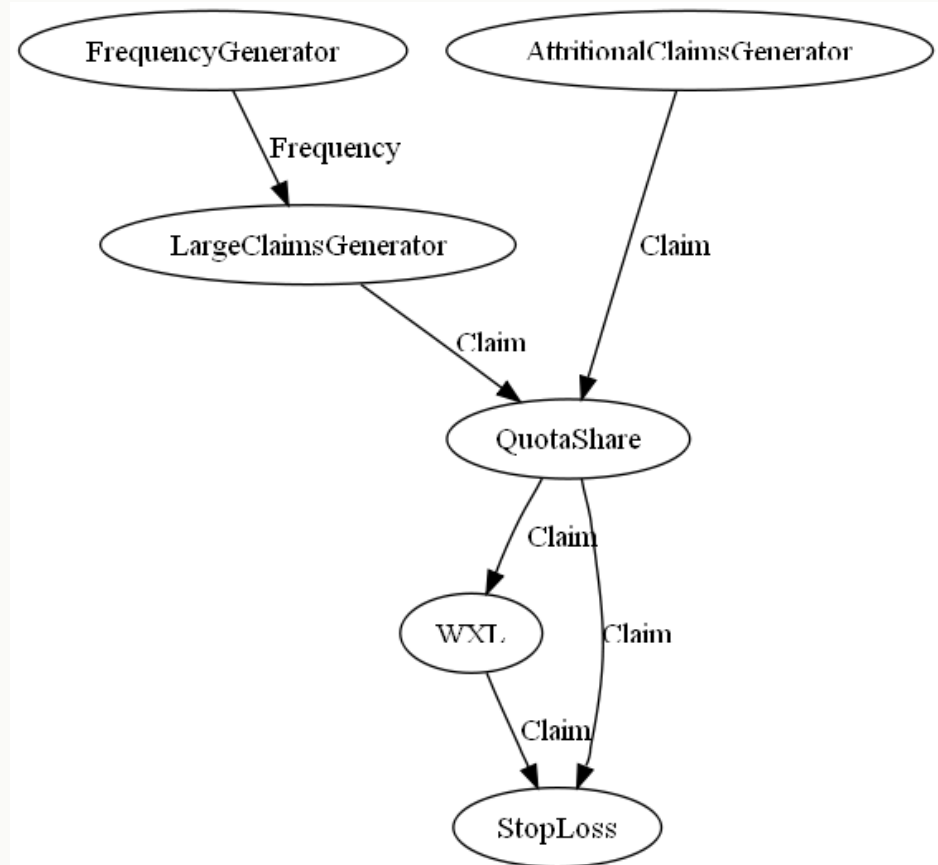 FrequencyGenerator
AttritionalClaimsGenerator
Frequency
LargeClaimsGenerator
Claim
Claim
QuotaShare
Claim
WXL
Claim
Claim
StopLoss